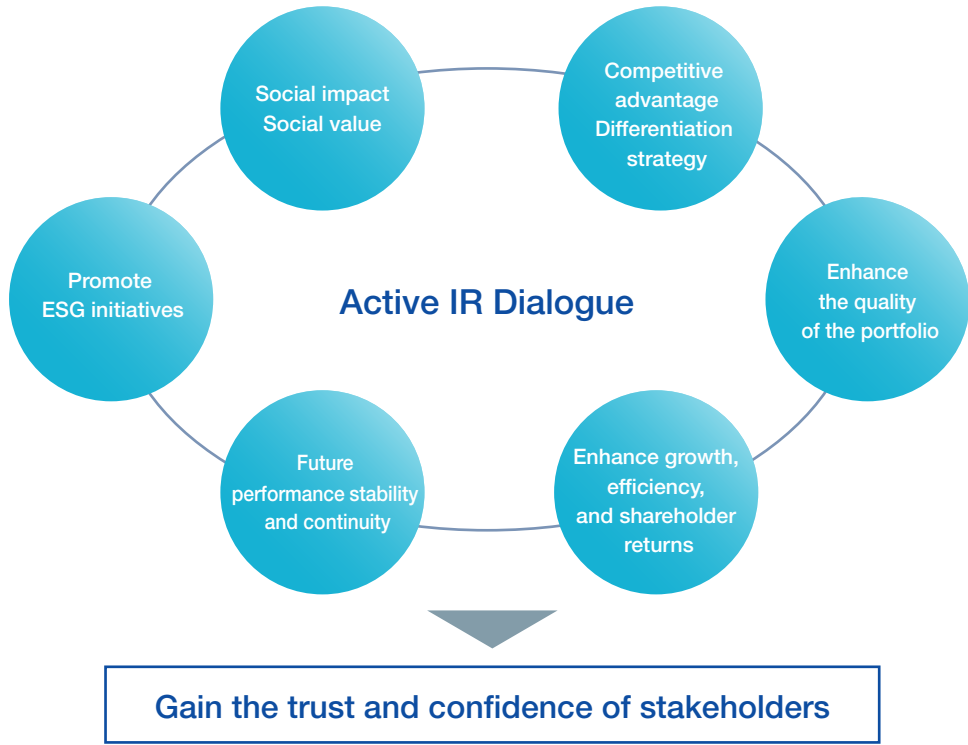 Social impact
Social value
Competitive
advantage
Differentiation
strategy
Promote
ESG initiatives
Active IR Dialogue
Enhance
the quality
of the portfolio
Future
performance stability
and continuity
Enhance growth,
efficiency,
and shareholder
returns
Gain the trust and confidence of stakeholders